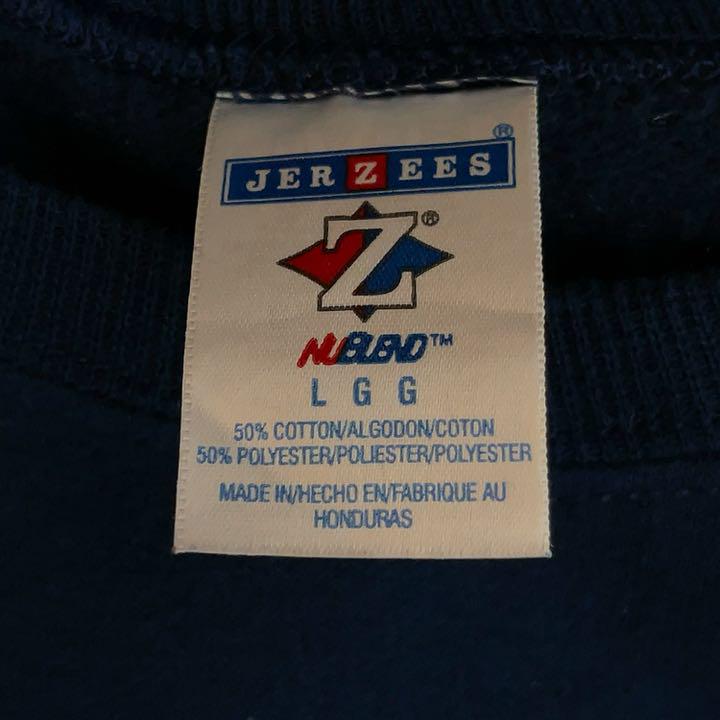 JERZEES®
Z®
NUBLEND™
L G G
50% COTTON/ALGODON/COTON
50% POLYESTER/POLIESTER/POLYESTER
MADE IN/HECHO EN/FABRIQUE AU
HONDURAS